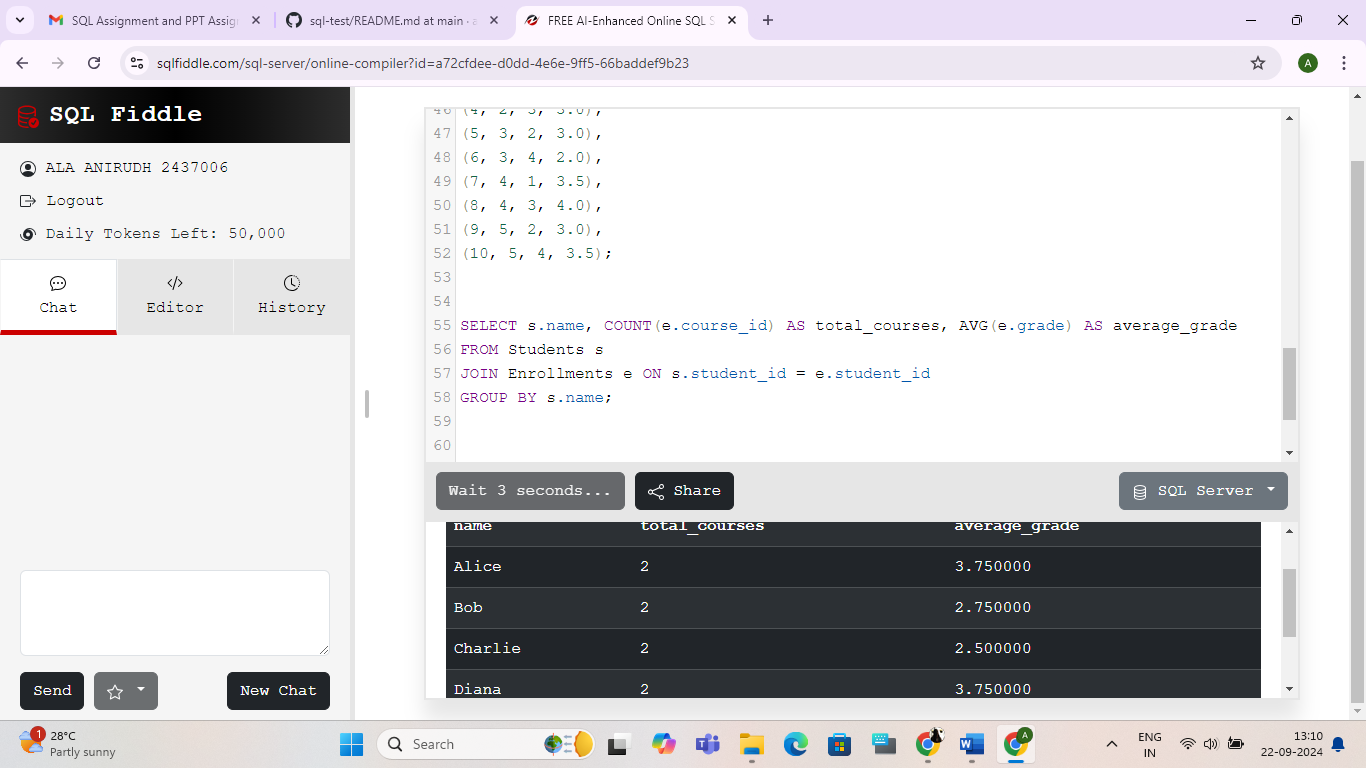 SQL Assignment and PPT Assig
sql-test/README.md at main · a
FREE AI-Enhanced Online SQL S
sqlfiddle.com/sql-server/online-compiler?id=a72cfdee-d0dd-4e6e-9ff5-66baddef9b23
A
SQL Fiddle
ALA ANIRUDH 2437006
Logout
Daily Tokens Left: 50,000
Chat
Editor
History
Send
New Chat
46 (4, 2, 3, 3.0),
47 (5, 3, 2, 3.0),
48 (6, 3, 4, 2.0),
49 (7, 4, 1, 3.5),
50 (8, 4, 3, 4.0),
51 (9, 5, 2, 3.0),
52 (10, 5, 4, 3.5);
53
54
55 SELECT s.name, COUNT(e.course_id) AS total_courses, AVG(e.grade) AS average_grade
56 FROM Students s
57 JOIN Enrollments e ON s.student_id = e.student_id
58 GROUP BY s.name;
59
60
Wait 3 seconds...
Share
SQL Server
name total_courses average_grade
Alice 2 3.750000
Bob 2 2.750000
Charlie 2 2.500000
Diana 2 3.750000
1
28°C
Partly sunny
Search
A
ENG
IN
13:10
22-09-2024